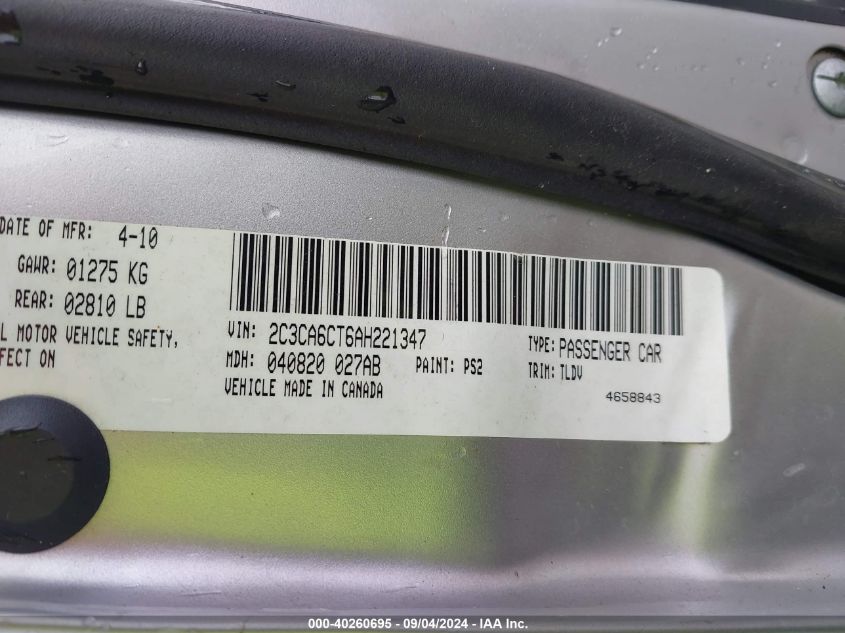 DATE OF MFR: 4-10
GAWR: 01275 KG
REAR: 02810 LB
L MOTOR VEHICLE SAFETY,
FECT ON
VIN: 2C3CA6CT6AH221347
TYPE: PASSENGER CAR
MDH: 040820 027AB PAINT: PS2
TRIM: TLDV
VEHICLE MADE IN CANADA
4658843
000-40260695 - 09/04/2024 - IAA Inc.